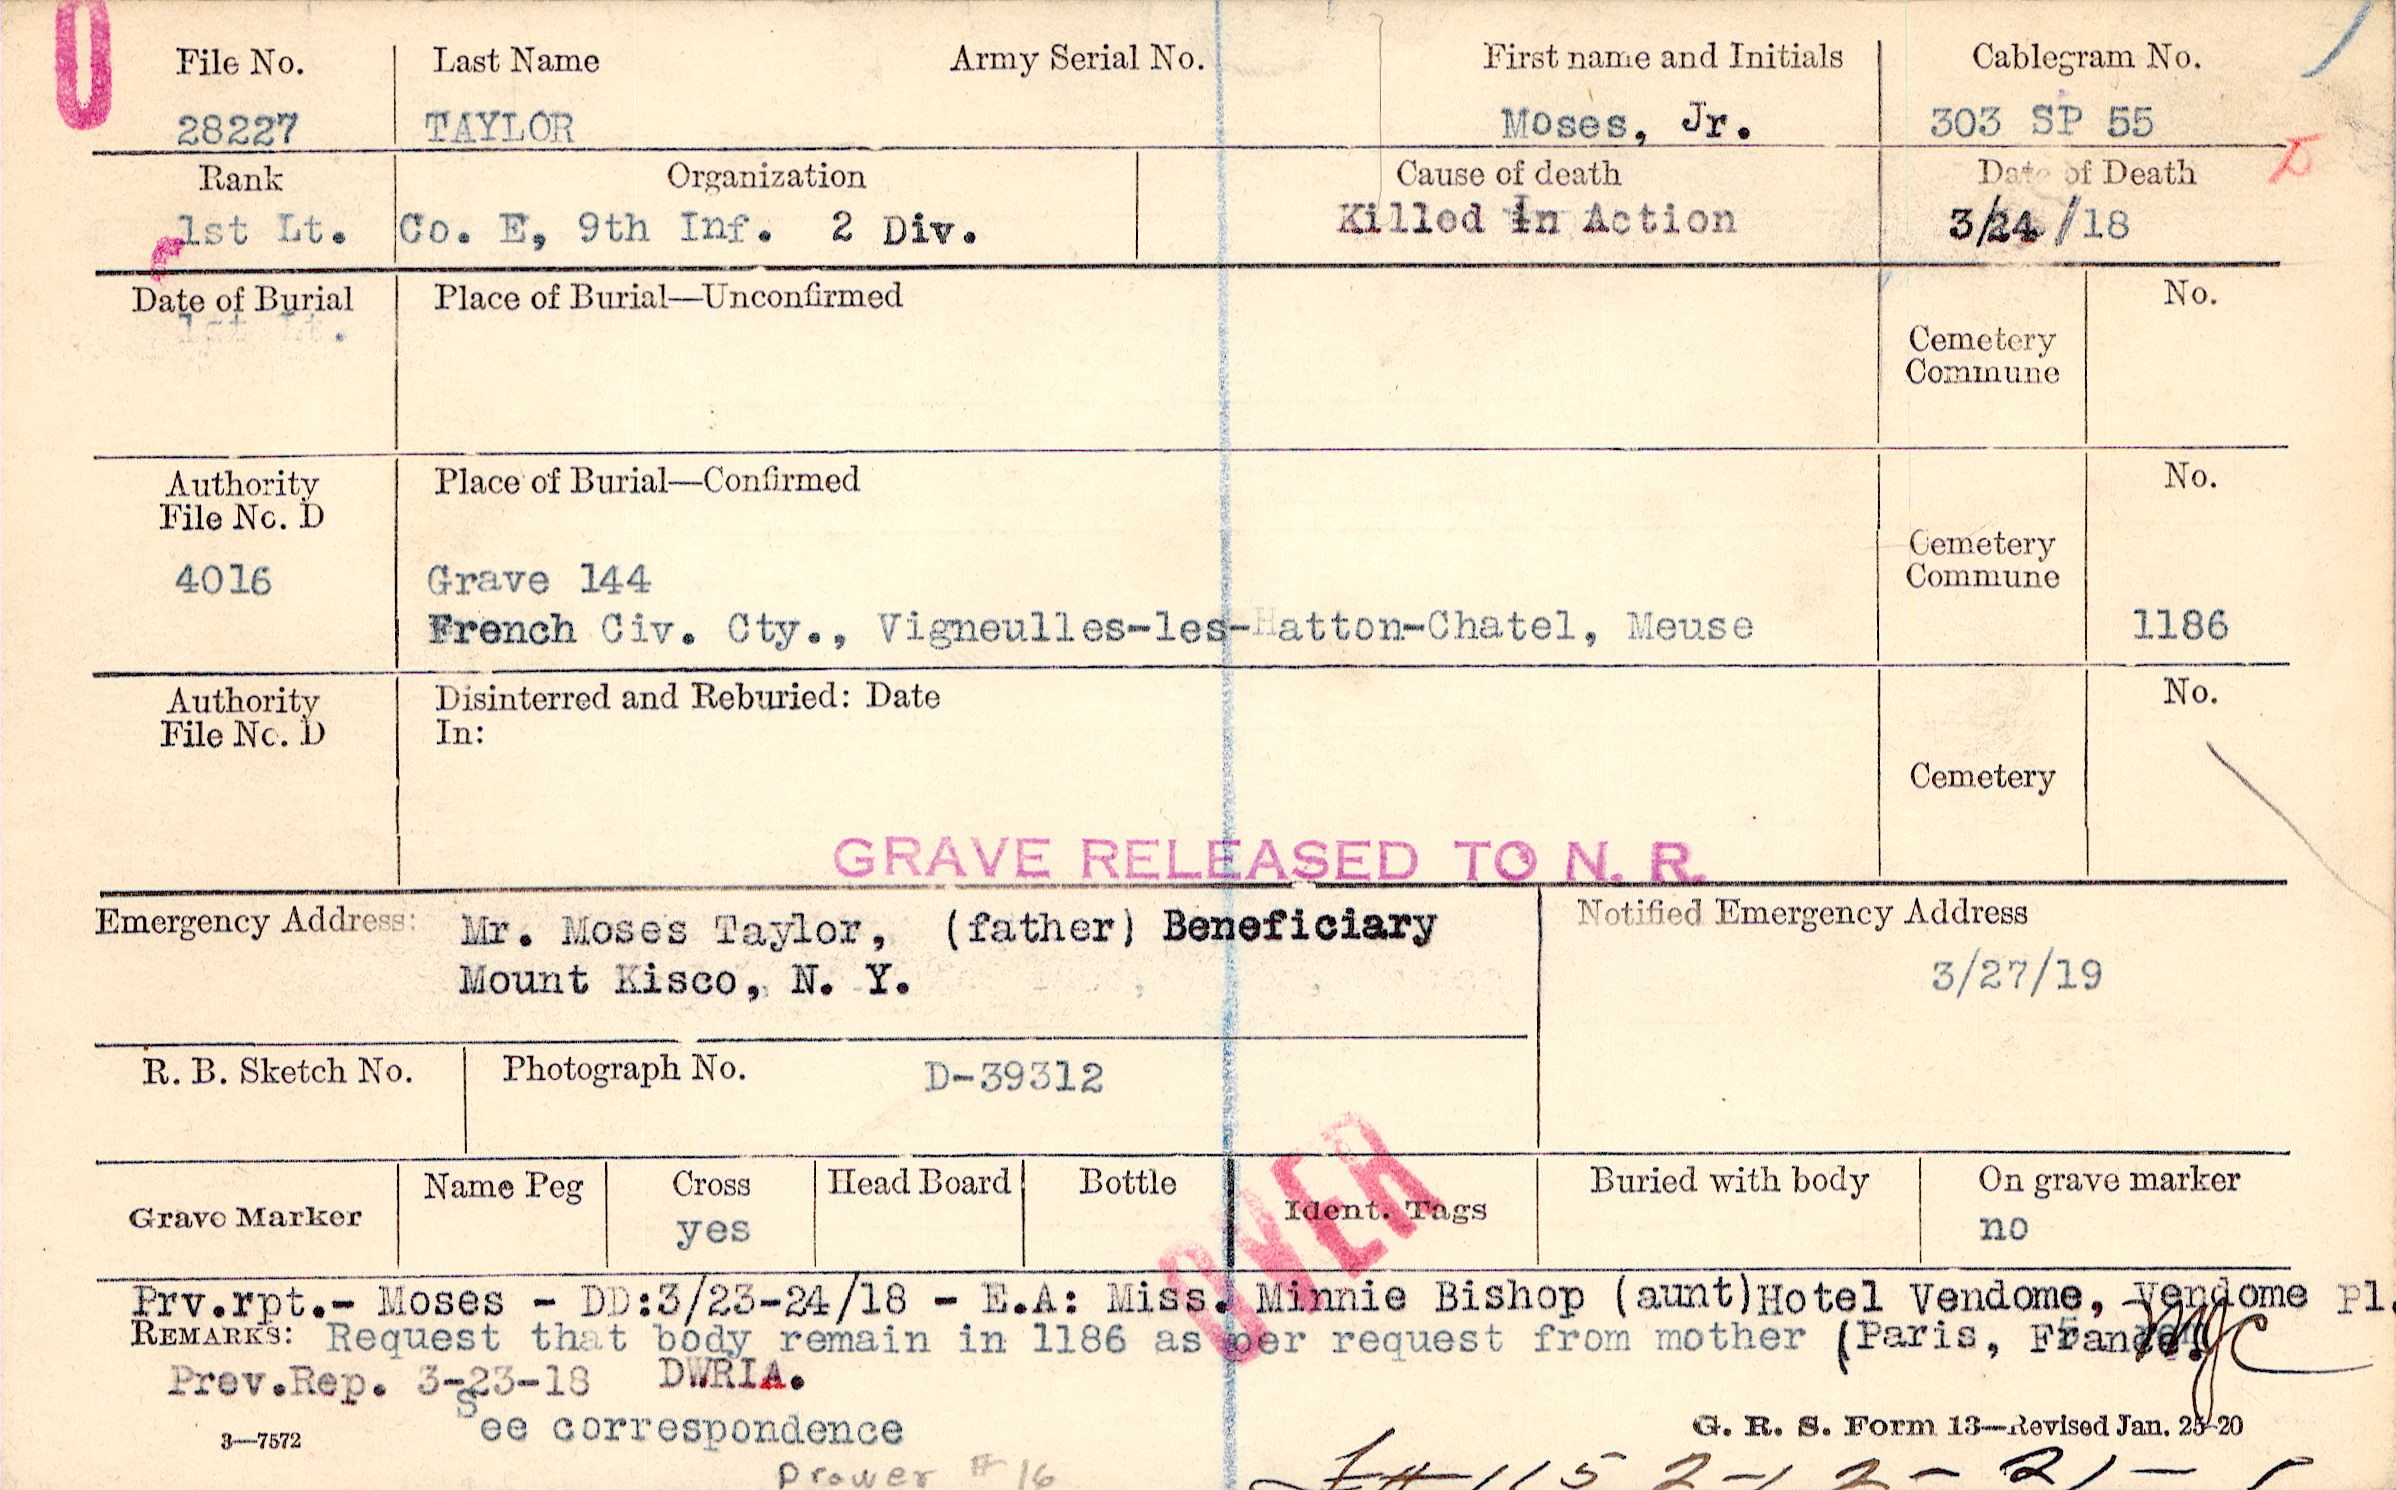 File No. Last Name Army Serial No. First name and Initials Cablegram No.
28227 TAYLOR Moses, Jr. 303 SP 55
Rank Organization Cause of death Date of Death
1st Lt. Co. E, 9th Inf. 2 Div. Killed In Action 3/24/18
Date of Burial Place of Burial—Unconfirmed No.
1st Lt.
Cemetery
Commune
Authority Place of Burial—Confirmed No.
File No. D
Cemetery
Commune
4016 Grave 144
French Civ. Cty., Vigneulles-les-Hatton-Chatel, Meuse 1186
Authority Disinterred and Reburied: Date No.
File No. D In:
Cemetery
GRAVE RELEASED TO N. R.
Emergency Address: Mr. Moses Taylor, (father) Beneficiary Notified Emergency Address
Mount Kisco, N. Y. 3/27/19
R. B. Sketch No. Photograph No. D-39312
OVER
Name Peg Cross Head Board Bottle Buried with body On grave marker
Grave Marker yes Ident. Tags no
Prv.rpt.- Moses - DD:3/23-24/18 - E.A: Miss. Minnie Bishop (aunt)Hotel Vendome, Vendome Pl.
REMARKS: Request that body remain in 1186 as per request from mother (Paris, France.
Prev.Rep. 3-23-18 DWRIA.
See correspondence
3—7572 G. R. S. Form 13—Revised Jan. 25-20
Drawer # 16